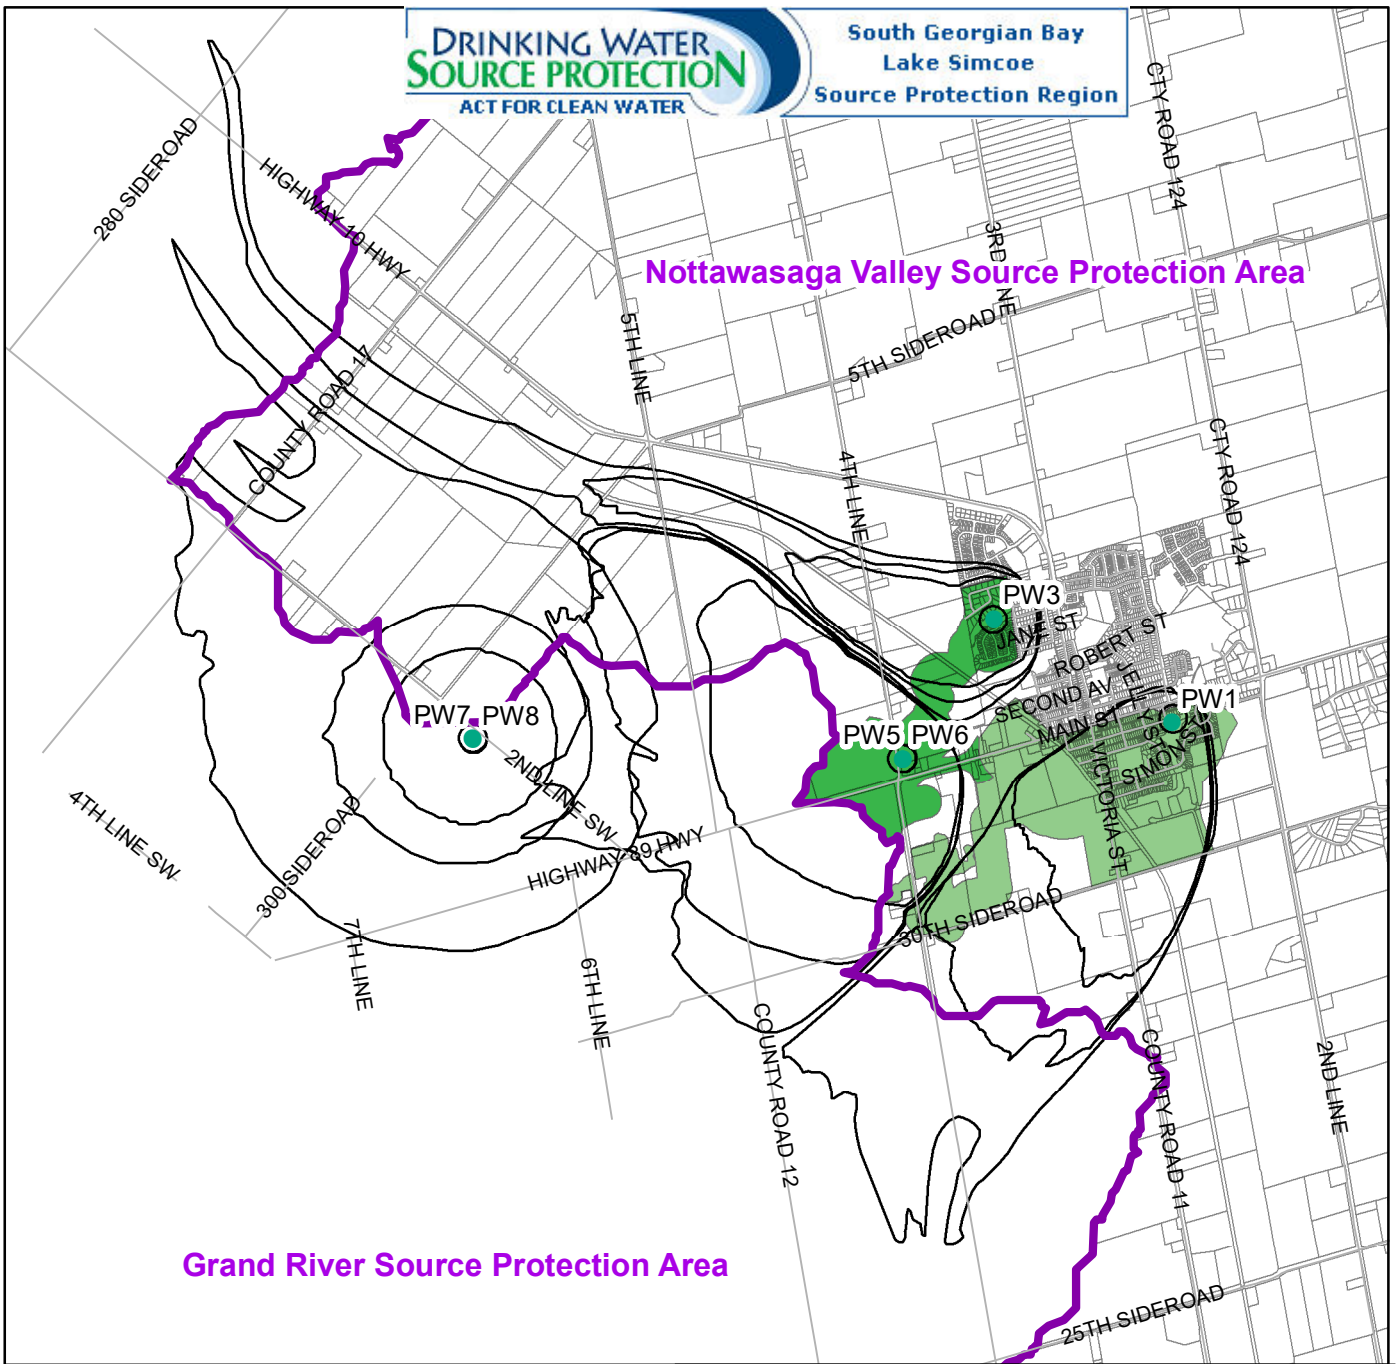 DRINKING WATER
SOURCE PROTECTION
ACT FOR CLEAN WATER
South Georgian Bay
Lake Simcoe
Source Protection Region
CTY ROAD 124
280 SIDEROAD
HIGHWAY 10 HWY
3RD LINE
Nottawasaga Valley Source Protection Area
5TH LINE
5TH SIDEROAD
COUNTY ROAD 17
4TH LINE
CTY ROAD 124
PW3
JANE ST
ROBERT ST
SECOND AV
JELLY ST S
MAIN ST
PW1
PW7
PW8
PW5
PW6
SIMON S
VICTORIA ST
2ND LINE SW
4TH LINE SW
300 SIDEROAD
HIGHWAY 89 HWY
30TH SIDEROAD
7TH LINE
6TH LINE
COUNTY ROAD 12
COUNTY ROAD 11
2ND LINE
Grand River Source Protection Area
25TH SIDEROAD